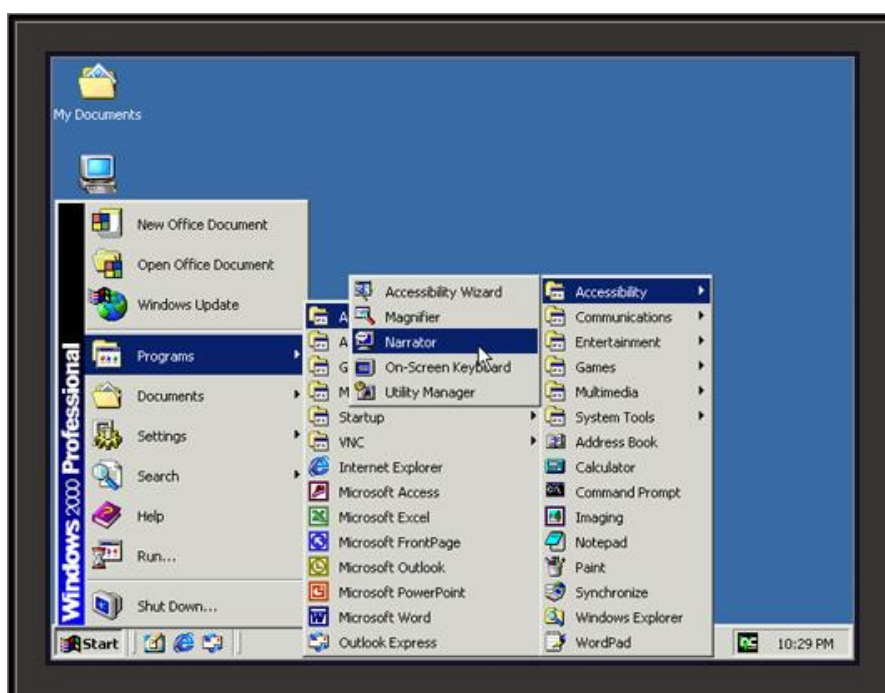 My Documents
New Office Document
Open Office Document
Windows Update
Programs
Documents
Settings
Search
Help
Run...
Shut Down...
Windows 2000 Professional
A
A
G
M
Startup
VNC
Internet Explorer
Microsoft Access
Microsoft Excel
Microsoft FrontPage
Microsoft Outlook
Microsoft PowerPoint
Microsoft Word
Outlook Express
Accessibility Wizard
Magnifier
Narrator
On-Screen Keyboard
Utility Manager
Accessibility
Communications
Entertainment
Games
Multimedia
System Tools
Address Book
Calculator
Command Prompt
Imaging
Notepad
Paint
Synchronize
Windows Explorer
WordPad
Start
10:29 PM